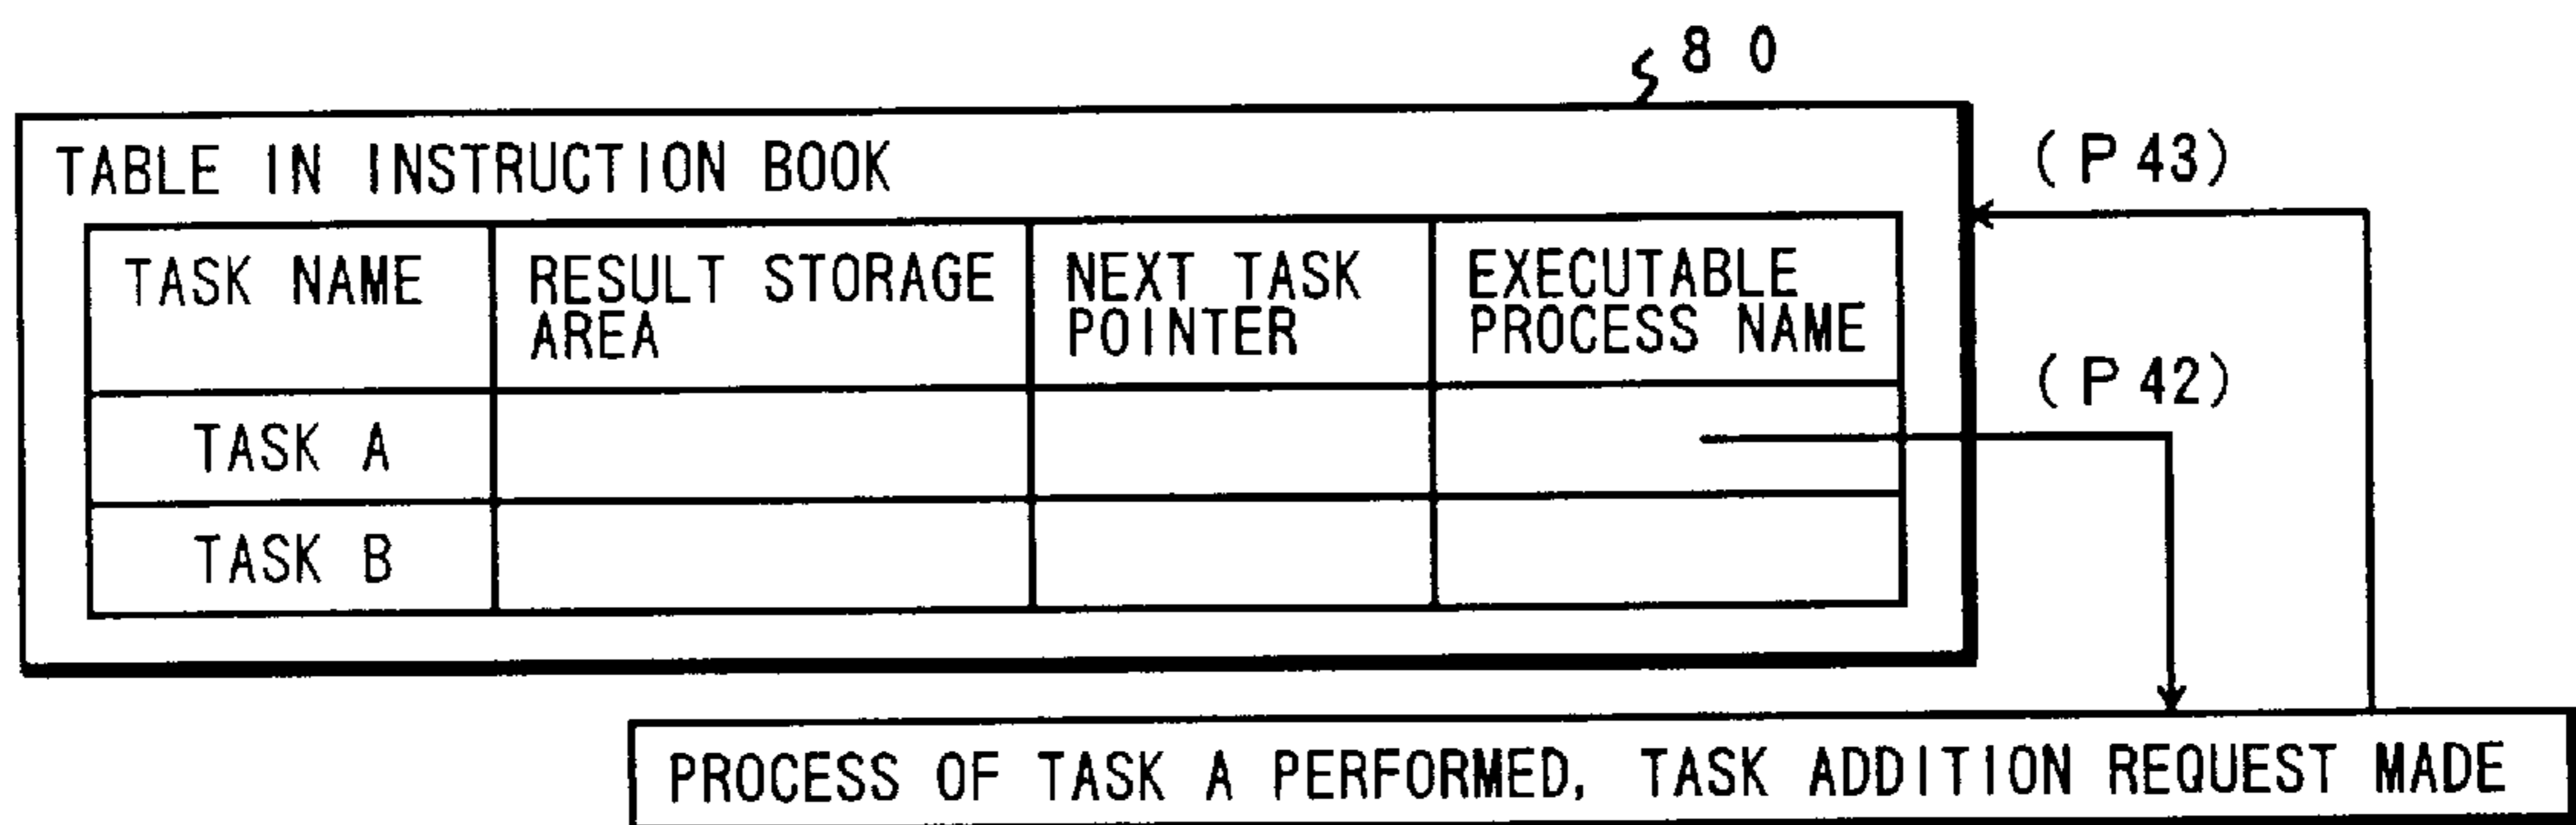 80
TABLE IN INSTRUCTION BOOK
(P43)
TASK NAME
RESULT STORAGE
AREA
NEXT TASK
POINTER
EXECUTABLE
PROCESS NAME
(P42)
TASK A
TASK B
PROCESS OF TASK A PERFORMED, TASK ADDITION REQUEST MADE